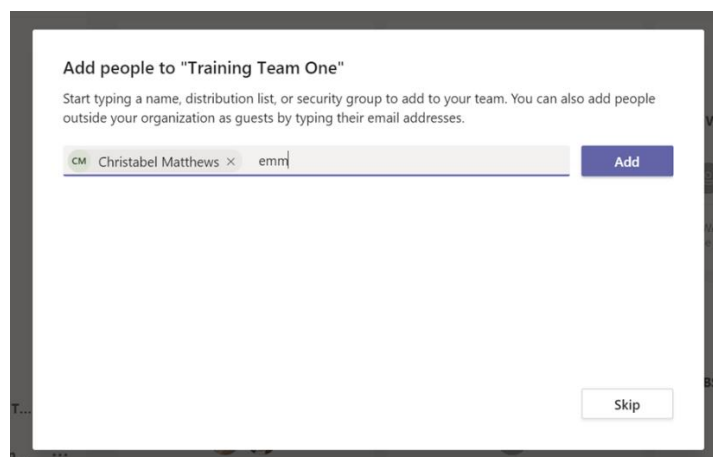 Add people to "Training Team One"
Start typing a name, distribution list, or security group to add to your team. You can also add people
outside your organization as guests by typing their email addresses.
CM Christabel Matthews × emm Add
Skip
T...